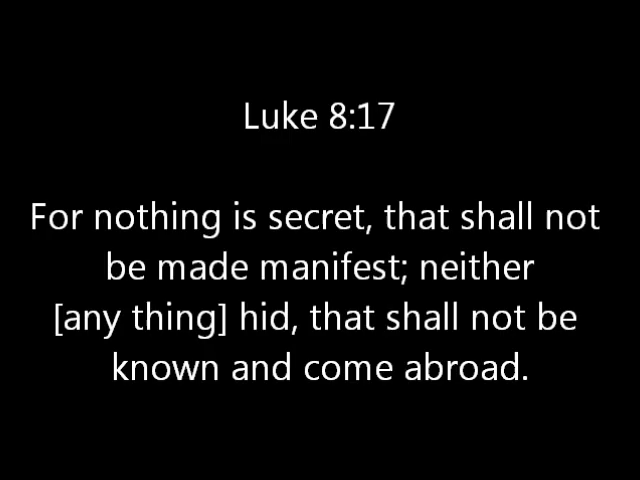 Luke 8:17
For nothing is secret, that shall not
be made manifest; neither
[any thing] hid, that shall not be
known and come abroad.